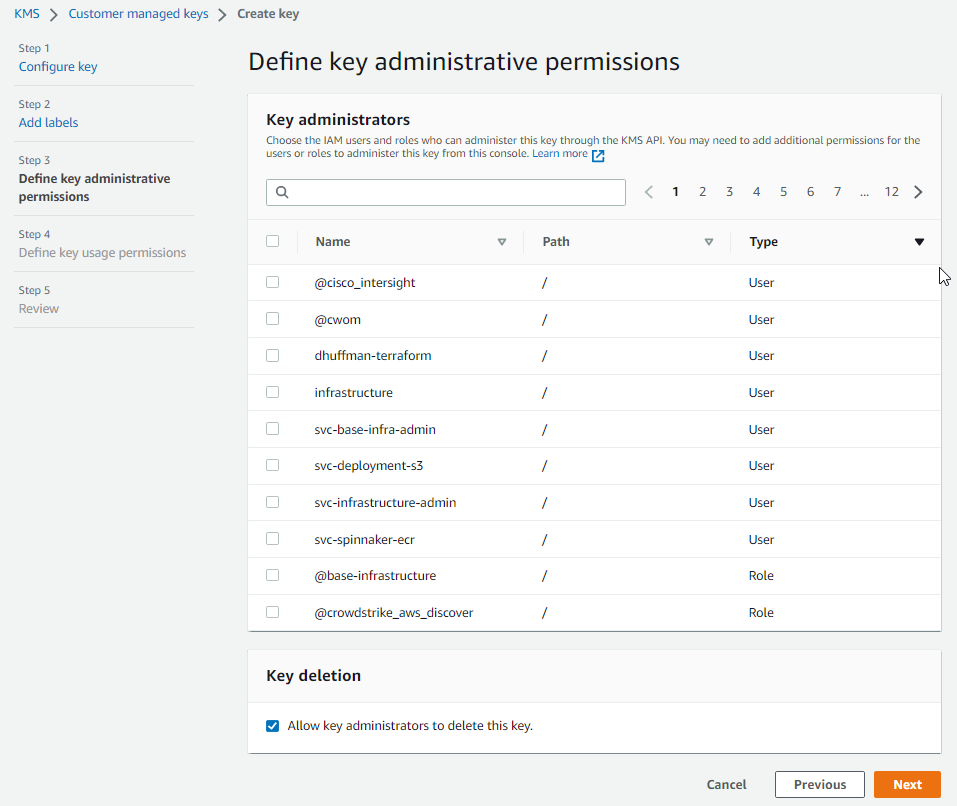 KMS > Customer managed keys > Create key
Step 1
Configure key
Step 2
Add labels
Step 3
Define key administrative
permissions
Step 4
Define key usage permissions
Step 5
Review
Define key administrative permissions
Key administrators
Choose the IAM users and roles who can administer this key through the KMS API. You may need to add additional permissions for the
users or roles to administer this key from this console. Learn more
1 2 3 4 5 6 7 ... 12
Name Path Type
@cisco_intersight / User
@cwom / User
dhuffman-terraform / User
infrastructure / User
svc-base-infra-admin / User
svc-deployment-s3 / User
svc-infrastructure-admin / User
svc-spinnaker-ecr / User
@base-infrastructure / Role
@crowdstrike_aws_discover / Role
Key deletion
Allow key administrators to delete this key.
Cancel Previous Next